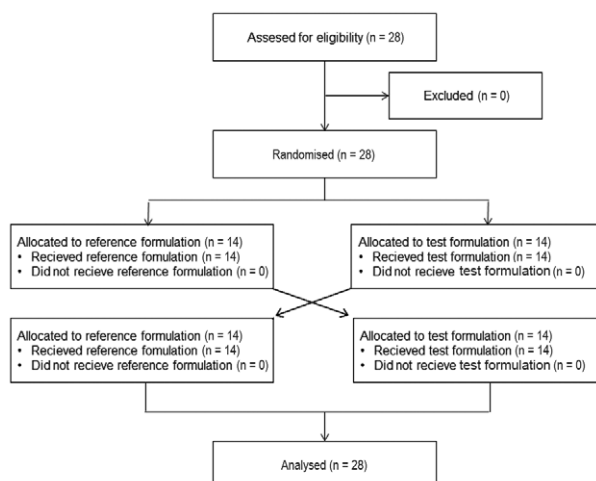 Assesed for eligibility (n = 28)
Excluded (n = 0)
Randomised (n = 28)
Allocated to reference formulation (n = 14)
• Recieved reference formulation (n = 14)
• Did not recieve reference formulation (n = 0)
Allocated to test formulation (n = 14)
• Recieved test formulation (n = 14)
• Did not recieve test formulation (n = 0)
Allocated to reference formulation (n = 14)
• Recieved reference formulation (n = 14)
• Did not recieve reference formulation (n = 0)
Allocated to test formulation (n = 14)
• Recieved test formulation (n = 14)
• Did not recieve test formulation (n = 0)
Analysed (n = 28)